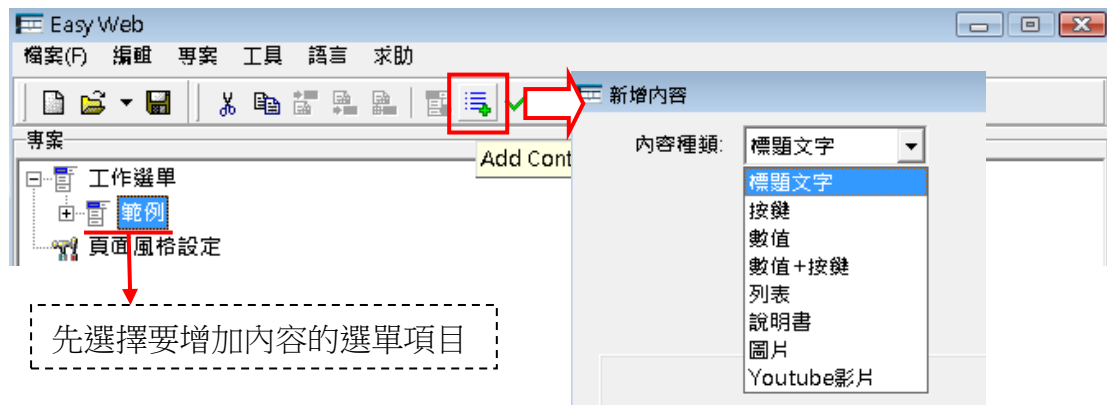 Easy Web
檔案(F) 編輯 專案 工具 語言 求助
新增內容
專案
Add Cont
內容種類: 標題文字
工作選單
範例
頁面風格設定
標題文字
按鍵
數值
數值+按鍵
列表
說明書
圖片
Youtube影片
先選擇要增加內容的選單項目